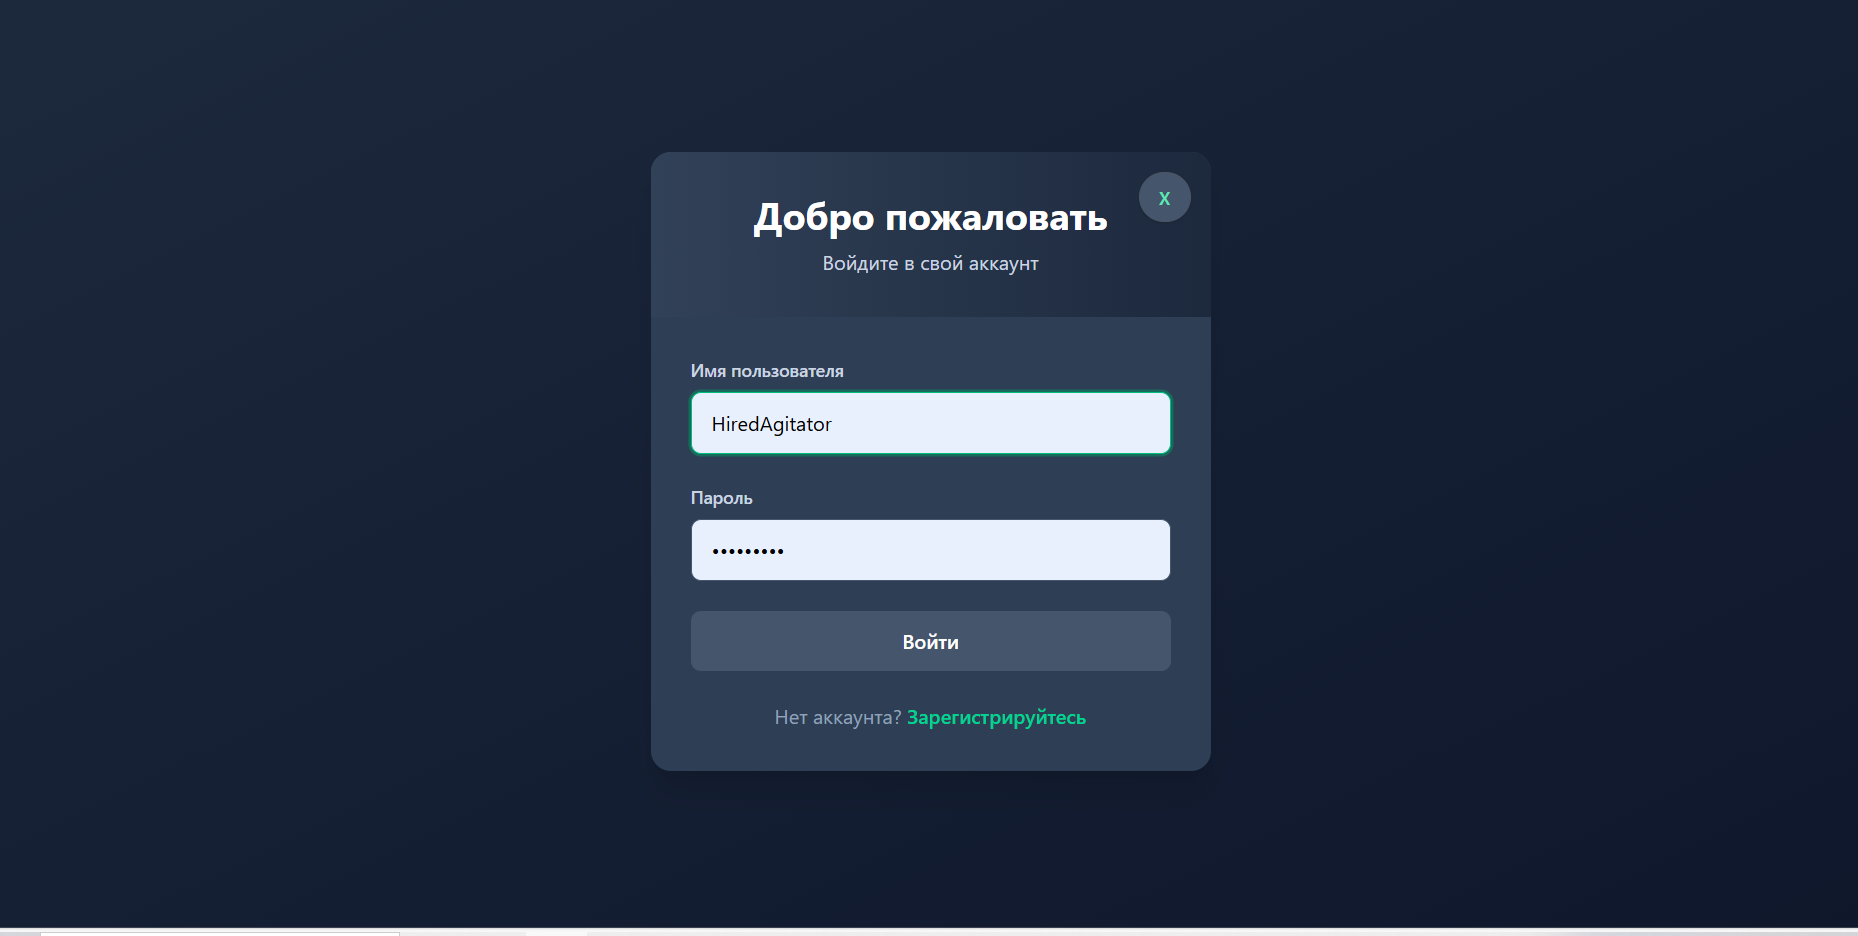 Добро пожаловать
X
Войдите в свой аккаунт
Имя пользователя
HiredAgitator
Пароль
•••••••••
Войти
Нет аккаунта? Зарегистрируйтесь